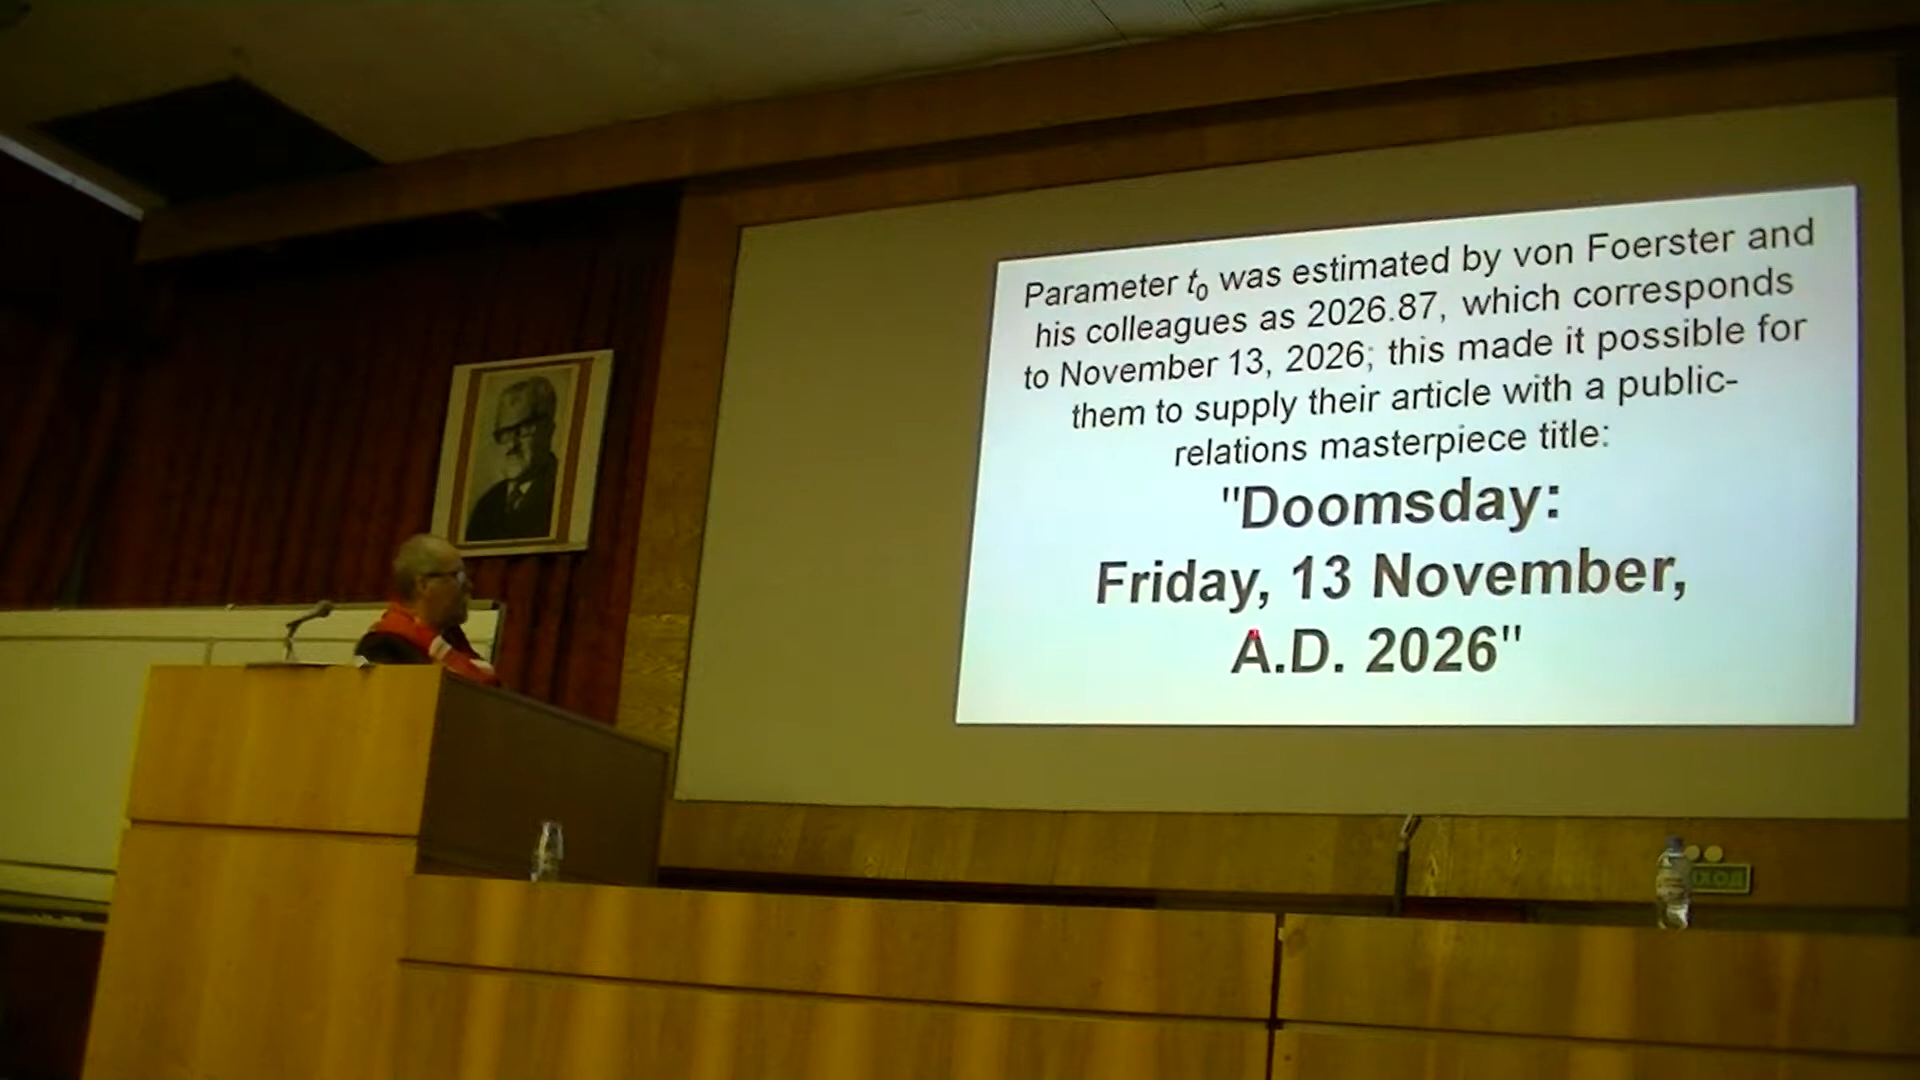 Parameter t0 was estimated by von Foerster and
his colleagues as 2026.87, which corresponds
to November 13, 2026; this made it possible for
them to supply their article with a public-
relations masterpiece title:
"Doomsday:
Friday, 13 November,
A.D. 2026"